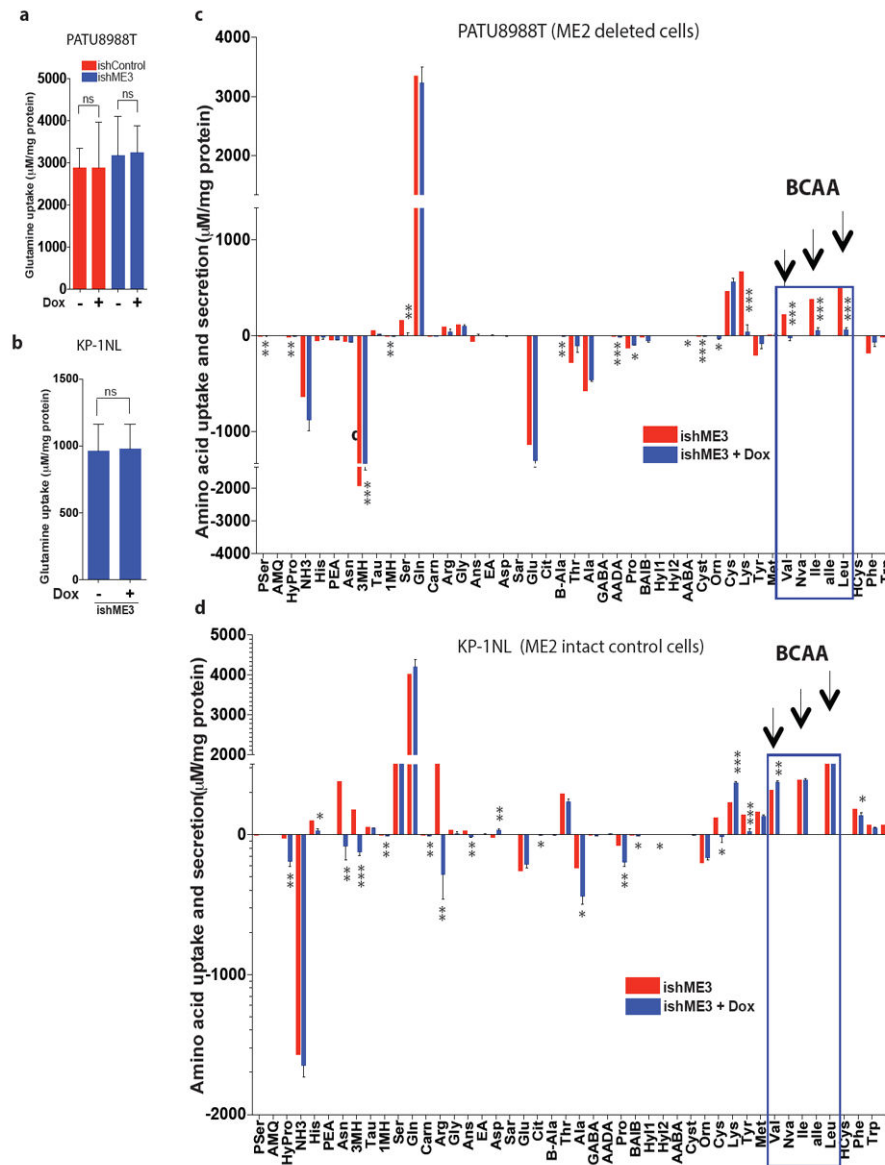 a
PATU8988T
ishControl
ishME3
ns
ns
5000
4000
3000
2000
1000
0
Glutamine uptake (µM/mg protein)
Dox - + - +
b
KP-1NL
ns
1500
1000
500
0
Glutamine uptake (µM/mg protein)
Dox - +
ishME3
c
PATU8988T (ME2 deleted cells)
Amino acid uptake and secretion(µM/mg protein)
4000
3000
2000
1000
0
-1000
-2000
-3000
-4000
BCAA
** ** *** ** ** ** *** * * *** * *** *** *** ***
ishME3
ishME3 + Dox
PSer AMQ HyPro NH3 His PEA Asn 3MH Tau 1MH Ser Gln Carn Arg Gly Ans EA Asp Sar Glu Cit B-Ala Thr Ala GABA AADA Pro BAIB Hyl1 Hyl2 AABA Cyst Orn Cys Lys Tyr Met Val Nva Ile alle Leu HCys Phe Trp
d
KP-1NL (ME2 intact control cells)
Amino acid uptake and secretion(µM/mg protein)
6000
4000
2000
0
-1000
-2000
BCAA
** * ** *** ** ** ** ** ** * * ** * * * *** *** ** *
ishME3
ishME3 + Dox
PSer AMQ HyPro NH3 His PEA Asn 3MH Tau 1MH Ser Gln Carn Arg Gly Ans EA Asp Sar Glu Cit B-Ala Thr Ala GABA AADA Pro BAIB Hyl1 Hyl2 AABA Cyst Orn Cys Lys Tyr Met Val Nva Ile alle Leu HCys Phe Trp